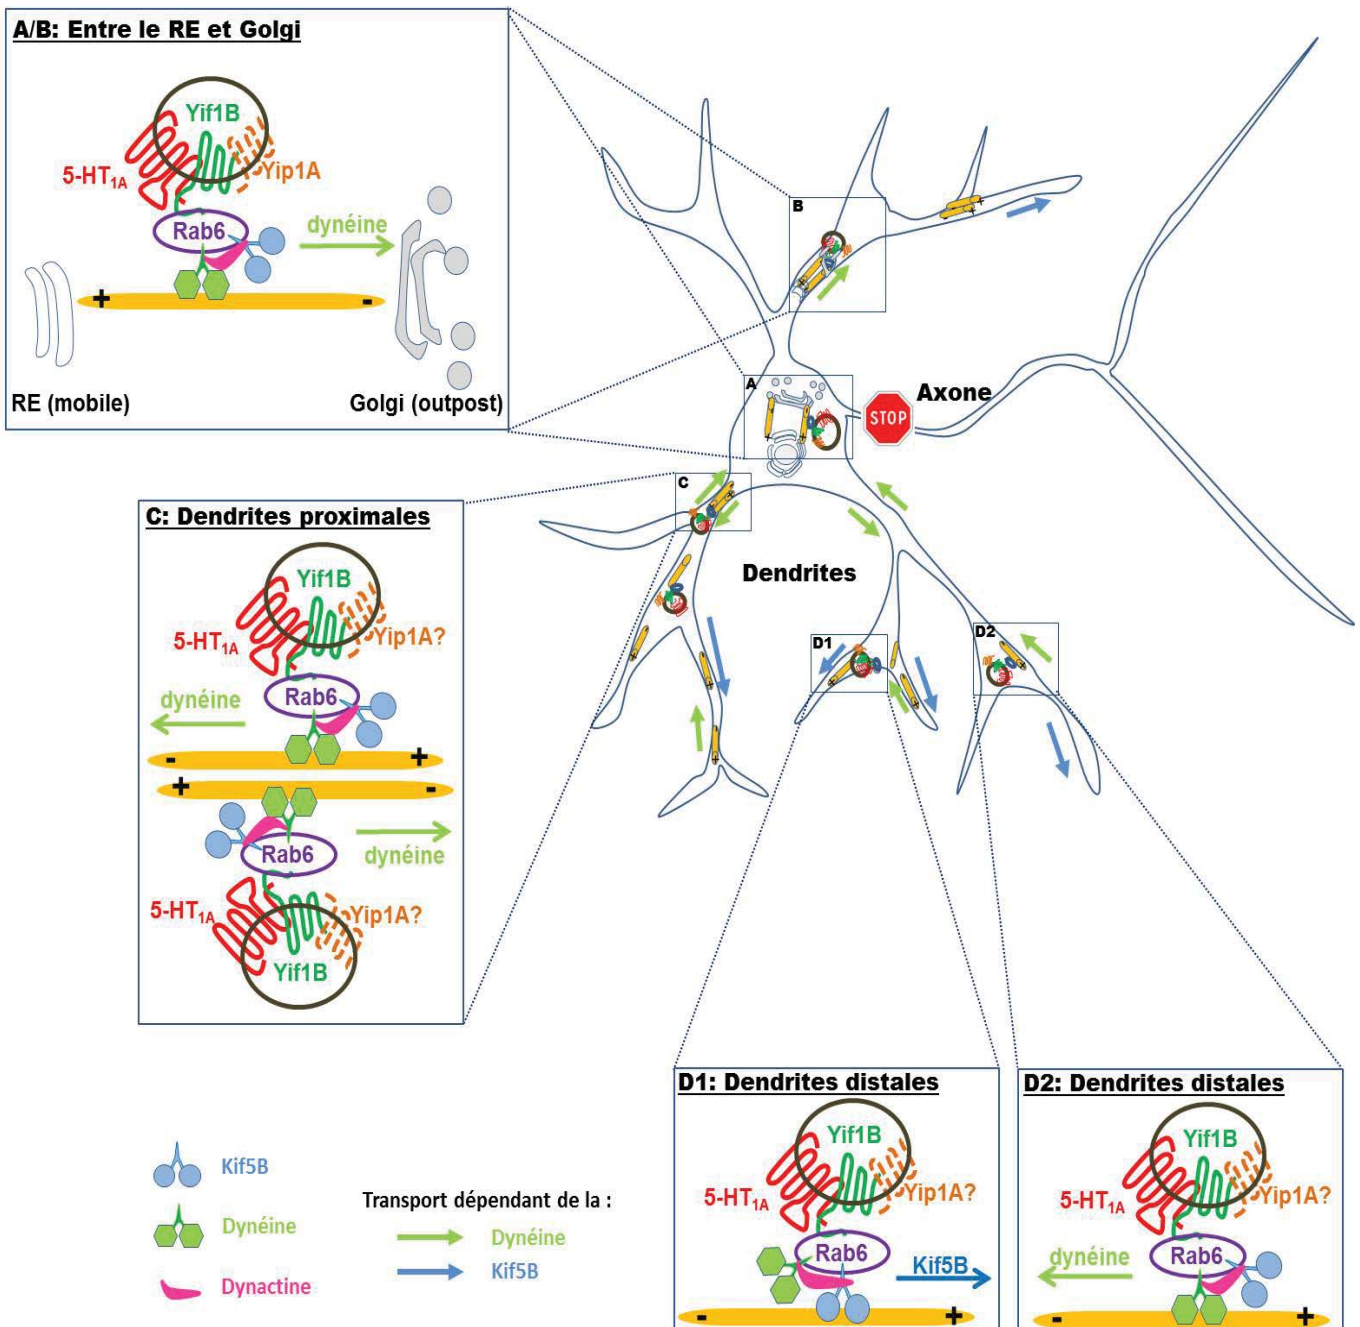 A/B: Entre le RE et Golgi
Yif1B
5-HT1A
Yip1A
Rab6
dynéine
+
-
RE (mobile)
Golgi (outpost)
B
+
+
+
A
+
+
STOP
Axone
C
+
Dendrites
+
+
+
D1
+
+
D2
+
C: Dendrites proximales
Yif1B
5-HT1A
Yip1A?
Rab6
dynéine
-
+
+
-
Rab6
dynéine
5-HT1A
Yip1A?
Yif1B
D1: Dendrites distales
Yif1B
5-HT1A
Yip1A?
Rab6
Kif5B
-
+
D2: Dendrites distales
Yif1B
5-HT1A
Yip1A?
Rab6
dynéine
-
+
Kif5B
Dynéine
Dynactine
Transport dépendant de la :
Dynéine
Kif5B